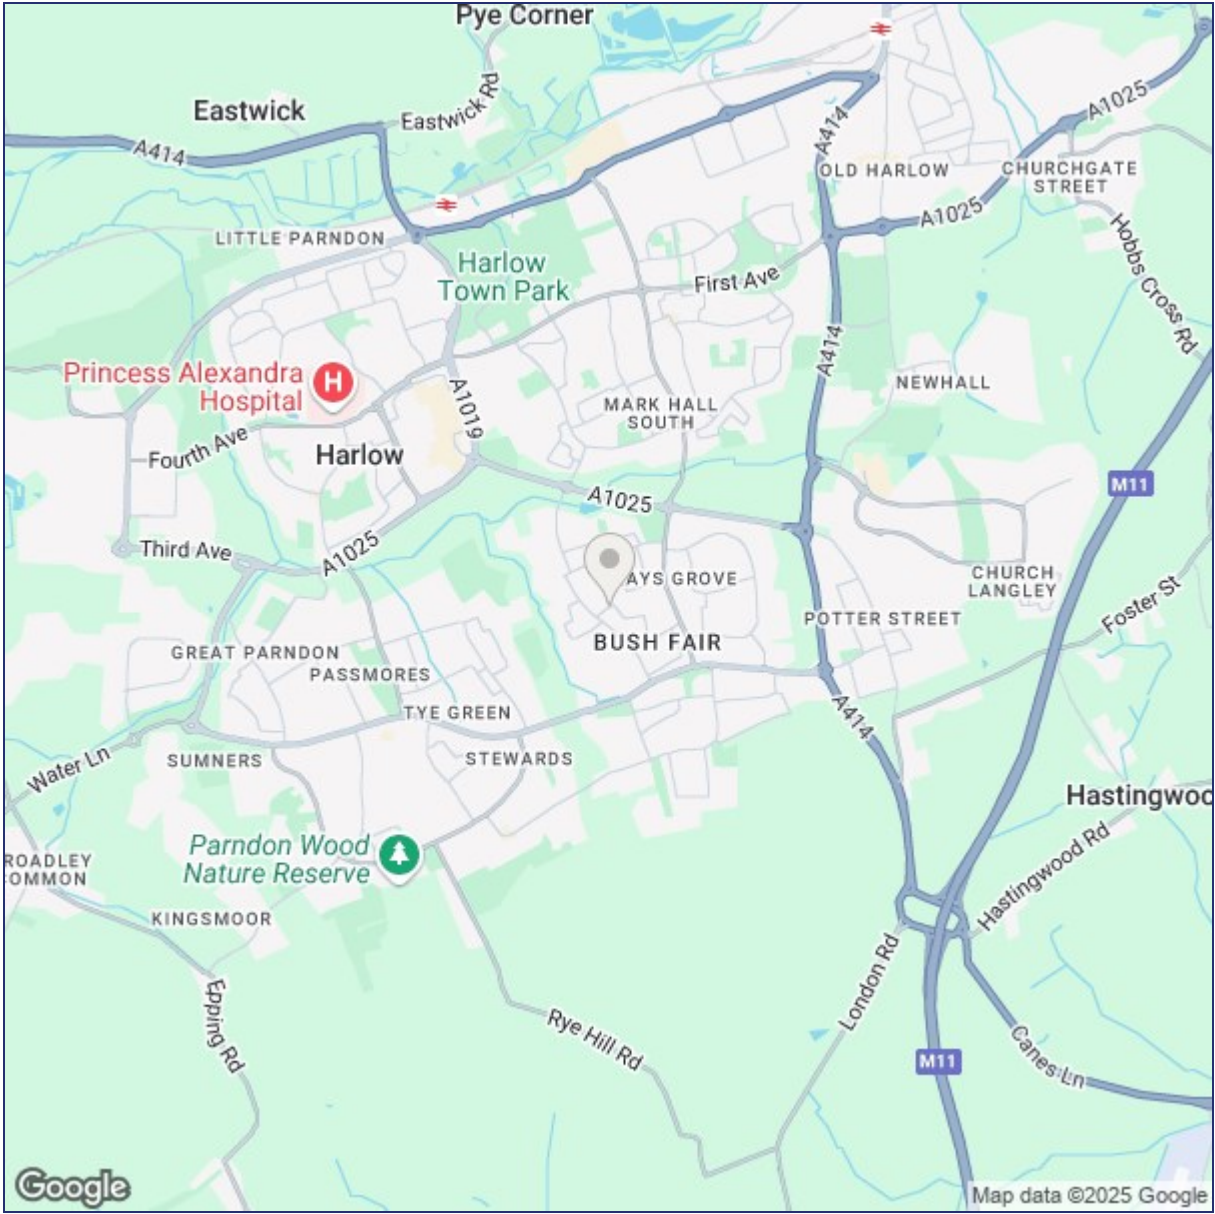 Pye Corner
Eastwick
Eastwick Rd
A1025
A414
A414
OLD HARLOW
CHURCHGATE
STREET
A1025
LITTLE PARNDON
Hobbs Cross Rd
Harlow
Town Park
First Ave
A414
Princess Alexandra
Hospital
H
NEWHALL
A1019
MARK HALL
SOUTH
Fourth Ave
Harlow
M11
A1025
Third Ave
A1025
AYS GROVE
CHURCH
LANGLEY
Foster St
POTTER STREET
BUSH FAIR
GREAT PARNDON
PASSMORES
TYE GREEN
A414
SUMNERS
STEWARDS
Water Ln
Hastingwoo
Parndon Wood
Nature Reserve
ROADLEY
OMMON
Hastingwood Rd
KINGSMOOR
London Rd
Epping Rd
Rye Hill Rd
Canes Ln
M11
Google
Map data ©2025 Google